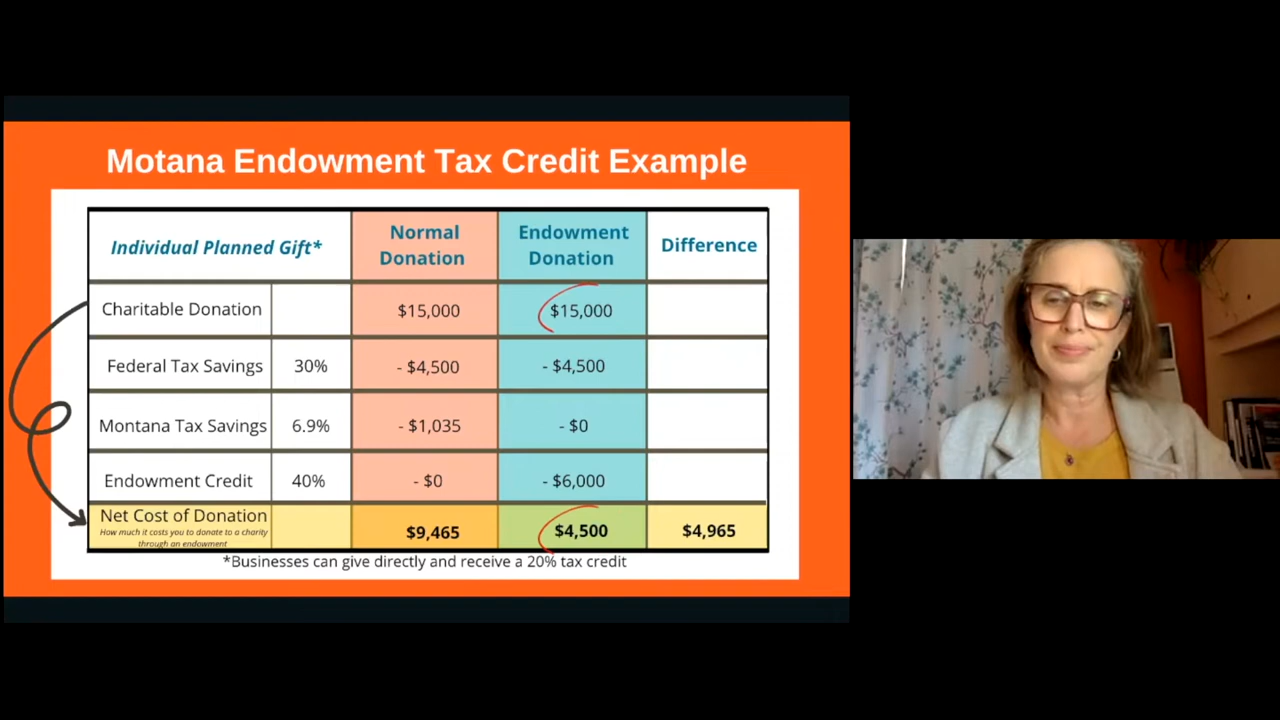 Motana Endowment Tax Credit Example
Individual Planned Gift*
Normal
Donation
Endowment
Donation
Difference
Charitable Donation
$15,000
$15,000
Federal Tax Savings
30%
- $4,500
- $4,500
Montana Tax Savings
6.9%
- $1,035
- $0
Endowment Credit
40%
- $0
- $6,000
Net Cost of Donation
How much it costs you to donate to a charity
through an endowment
$9,465
$4,500
$4,965
*Businesses can give directly and receive a 20% tax credit